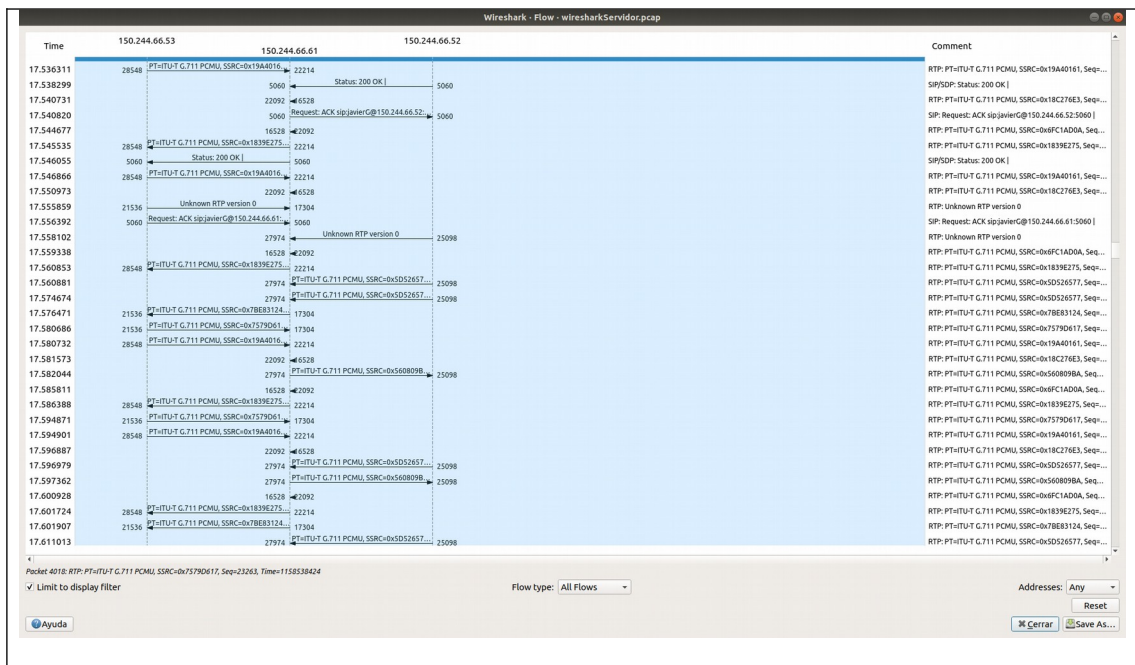 Wireshark · Flow · wiresharkServidor.pcap
Time 150.244.66.53 150.244.66.61 150.244.66.52 Comment
17.536311 28548 PT=ITU-T G.711 PCMU, SSRC=0x19A4016... 22214 RTP: PT=ITU-T G.711 PCMU, SSRC=0x19A40161, Seq=...
17.538299 5060 Status: 200 OK | 5060 SIP/SDP: Status: 200 OK |
17.540731 22092 16528 RTP: PT=ITU-T G.711 PCMU, SSRC=0x18C276E3, Seq=...
17.540820 5060 Request: ACK sip:javierG@150.244.66.52:... 5060 SIP: Request: ACK sip:javierG@150.244.66.52:5060 |
17.544677 16528 22092 RTP: PT=ITU-T G.711 PCMU, SSRC=0x6FC1AD0A, Seq...
17.545535 28548 PT=ITU-T G.711 PCMU, SSRC=0x1839E275... 22214 RTP: PT=ITU-T G.711 PCMU, SSRC=0x1839E275, Seq=...
17.546055 5060 Status: 200 OK | 5060 SIP/SDP: Status: 200 OK |
17.546866 28548 PT=ITU-T G.711 PCMU, SSRC=0x19A4016... 22214 RTP: PT=ITU-T G.711 PCMU, SSRC=0x19A40161, Seq=...
17.550973 22092 16528 RTP: PT=ITU-T G.711 PCMU, SSRC=0x18C276E3, Seq=...
17.555859 21536 Unknown RTP version 0 17304 RTP: Unknown RTP version 0
17.556392 5060 Request: ACK sip:javierG@150.244.66.61:... 5060 SIP: Request: ACK sip:javierG@150.244.66.61:5060 |
17.558102 27974 Unknown RTP version 0 25098 RTP: Unknown RTP version 0
17.559338 16528 22092 RTP: PT=ITU-T G.711 PCMU, SSRC=0x6FC1AD0A, Seq...
17.560853 28548 PT=ITU-T G.711 PCMU, SSRC=0x1839E275... 22214 RTP: PT=ITU-T G.711 PCMU, SSRC=0x1839E275, Seq=...
17.560881 27974 PT=ITU-T G.711 PCMU, SSRC=0x5D52657... 25098 RTP: PT=ITU-T G.711 PCMU, SSRC=0x5D526577, Seq=...
17.574674 27974 PT=ITU-T G.711 PCMU, SSRC=0x5D52657... 25098 RTP: PT=ITU-T G.711 PCMU, SSRC=0x5D526577, Seq=...
17.576471 21536 PT=ITU-T G.711 PCMU, SSRC=0x7BE83124... 17304 RTP: PT=ITU-T G.711 PCMU, SSRC=0x7BE83124, Seq=...
17.580686 21536 PT=ITU-T G.711 PCMU, SSRC=0x7579D61... 17304 RTP: PT=ITU-T G.711 PCMU, SSRC=0x7579D617, Seq=...
17.580732 28548 PT=ITU-T G.711 PCMU, SSRC=0x19A4016... 22214 RTP: PT=ITU-T G.711 PCMU, SSRC=0x19A40161, Seq=...
17.581573 22092 16528 RTP: PT=ITU-T G.711 PCMU, SSRC=0x18C276E3, Seq=...
17.582044 27974 PT=ITU-T G.711 PCMU, SSRC=0x560809B... 25098 RTP: PT=ITU-T G.711 PCMU, SSRC=0x560809BA, Seq...
17.585811 16528 22092 RTP: PT=ITU-T G.711 PCMU, SSRC=0x6FC1AD0A, Seq...
17.586388 28548 PT=ITU-T G.711 PCMU, SSRC=0x1839E275... 22214 RTP: PT=ITU-T G.711 PCMU, SSRC=0x1839E275, Seq=...
17.594871 21536 PT=ITU-T G.711 PCMU, SSRC=0x7579D61... 17304 RTP: PT=ITU-T G.711 PCMU, SSRC=0x7579D617, Seq=...
17.594901 28548 PT=ITU-T G.711 PCMU, SSRC=0x19A4016... 22214 RTP: PT=ITU-T G.711 PCMU, SSRC=0x19A40161, Seq=...
17.596887 22092 16528 RTP: PT=ITU-T G.711 PCMU, SSRC=0x18C276E3, Seq=...
17.596979 27974 PT=ITU-T G.711 PCMU, SSRC=0x5D52657... 25098 RTP: PT=ITU-T G.711 PCMU, SSRC=0x5D526577, Seq=...
17.597362 27974 PT=ITU-T G.711 PCMU, SSRC=0x560809B... 25098 RTP: PT=ITU-T G.711 PCMU, SSRC=0x560809BA, Seq...
17.600928 16528 22092 RTP: PT=ITU-T G.711 PCMU, SSRC=0x6FC1AD0A, Seq...
17.601724 28548 PT=ITU-T G.711 PCMU, SSRC=0x1839E275... 22214 RTP: PT=ITU-T G.711 PCMU, SSRC=0x1839E275, Seq=...
17.601907 21536 PT=ITU-T G.711 PCMU, SSRC=0x7BE83124... 17304 RTP: PT=ITU-T G.711 PCMU, SSRC=0x7BE83124, Seq=...
17.611013 27974 PT=ITU-T G.711 PCMU, SSRC=0x5D52657... 25098 RTP: PT=ITU-T G.711 PCMU, SSRC=0x5D526577, Seq=...
Packet 4018: RTP: PT=ITU-T G.711 PCMU, SSRC=0x7579D617, Seq=23263, Time=1158538424
Limit to display filter Flow type: All Flows Addresses: Any
Reset
Ayuda Cerrar Save As...